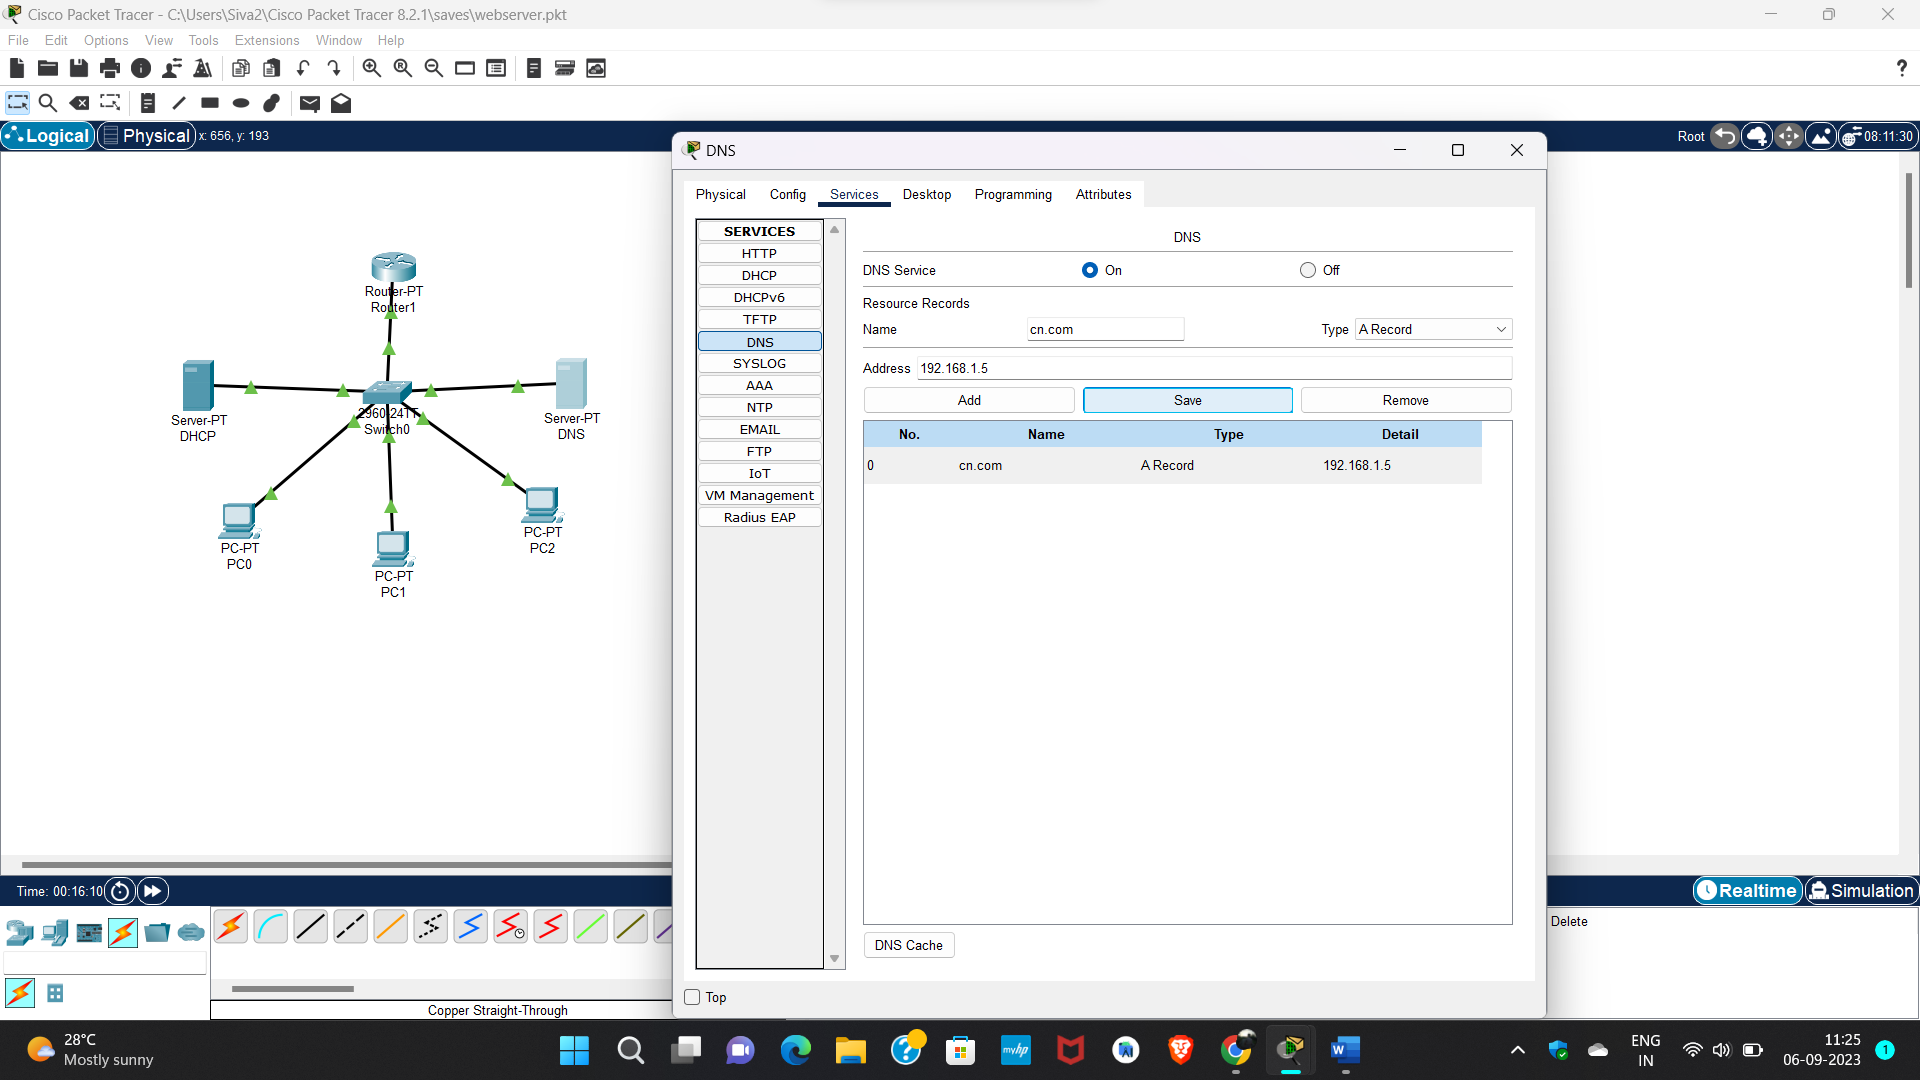 Cisco Packet Tracer - C:\Users\Siva2\Cisco Packet Tracer 8.2.1\saves\webserver.pkt
File Edit Options View Tools Extensions Window Help
?
Logical Physical x: 656, y: 193
Root 08:11:30
Router-PT
Router1
Server-PT
DHCP
2960-24TT
Switch0
Server-PT
DNS
PC-PT
PC0
PC-PT
PC1
PC-PT
PC2
DNS
Physical Config Services Desktop Programming Attributes
SERVICES
HTTP
DHCP
DHCPv6
TFTP
DNS
SYSLOG
AAA
NTP
EMAIL
FTP
IoT
VM Management
Radius EAP
DNS
DNS Service On Off
Resource Records
Name cn.com Type A Record
Address 192.168.1.5
Add Save Remove
No. Name Type Detail
0 cn.com A Record 192.168.1.5
DNS Cache
Top
Time: 00:16:10
Realtime Simulation
Delete
Copper Straight-Through
28°C
Mostly sunny
myhp
W
ENG
IN
11:25
06-09-2023
1